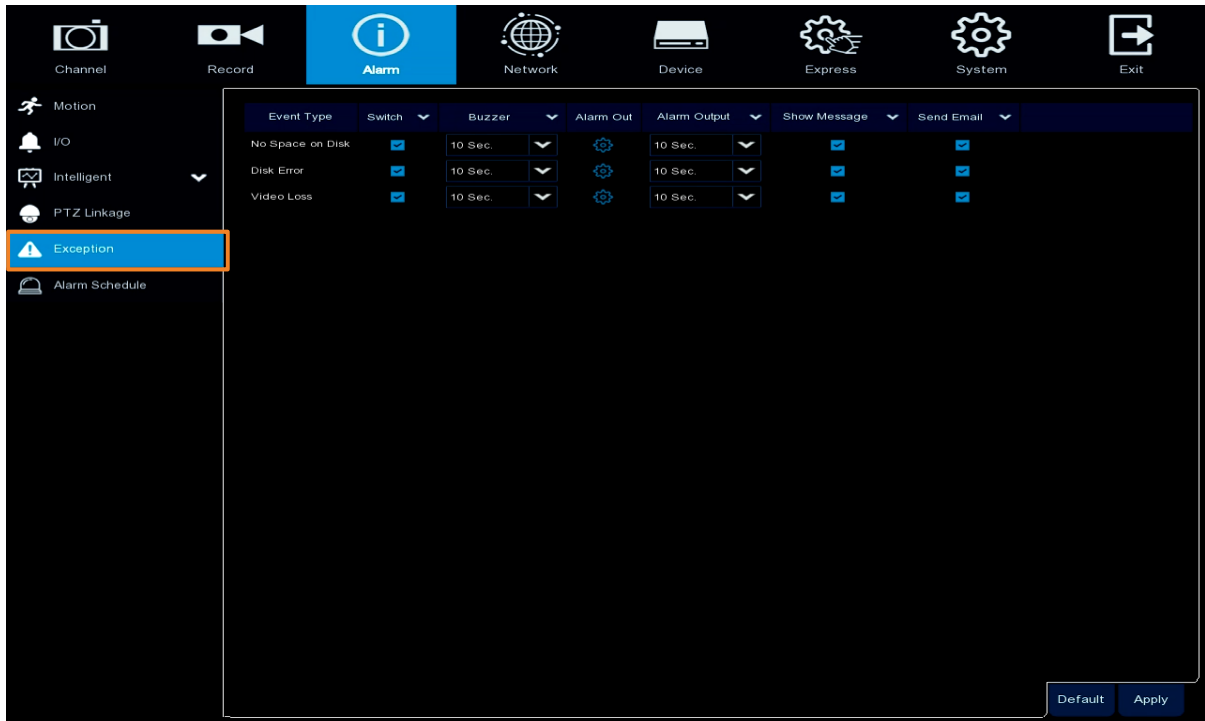 Channel Record Alarm Network Device Express System Exit
Motion
I/O
Intelligent
PTZ Linkage
Exception
Alarm Schedule
Event Type Switch Buzzer Alarm Out Alarm Output Show Message Send Email
No Space on Disk 10 Sec. 10 Sec.
Disk Error 10 Sec. 10 Sec.
Video Loss 10 Sec. 10 Sec.
Default Apply